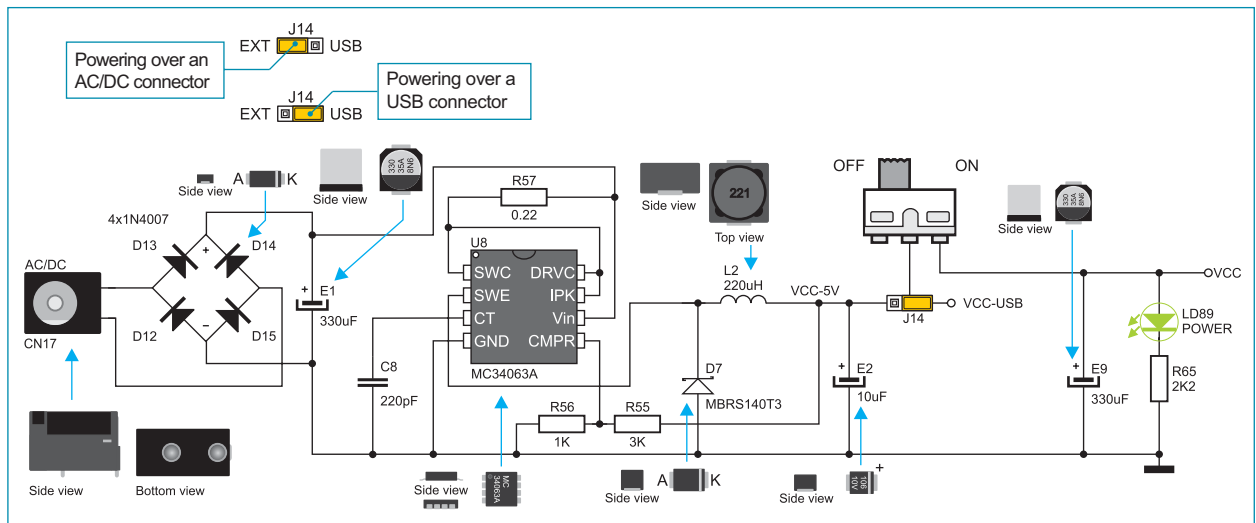 J14
EXT USB
Powering over an
AC/DC connector
Powering over a
USB connector
J14
EXT USB
Side view
A K
Side view
330
35A
8N6
R57
0.22
Side view
221
Top view
OFF ON
Side view
330
35A
8N6
4x1N4007
D13
D14
D12
D15
+
–
AC/DC
CN17
+
E1
330uF
U8
SWC DRVC
SWE IPK
CT Vin
GND CMPR
MC34063A
C8
220pF
L2
220uH
VCC-5V
J14
VCC-USB
VCC
LD89
POWER
D7
MBRS140T3
+
E2
10uF
+
E9
330uF
R65
2K2
R56
1K
R55
3K
Side view
Bottom view
Side view
MC
34063A
Side view
A K
Side view
106
10V
+